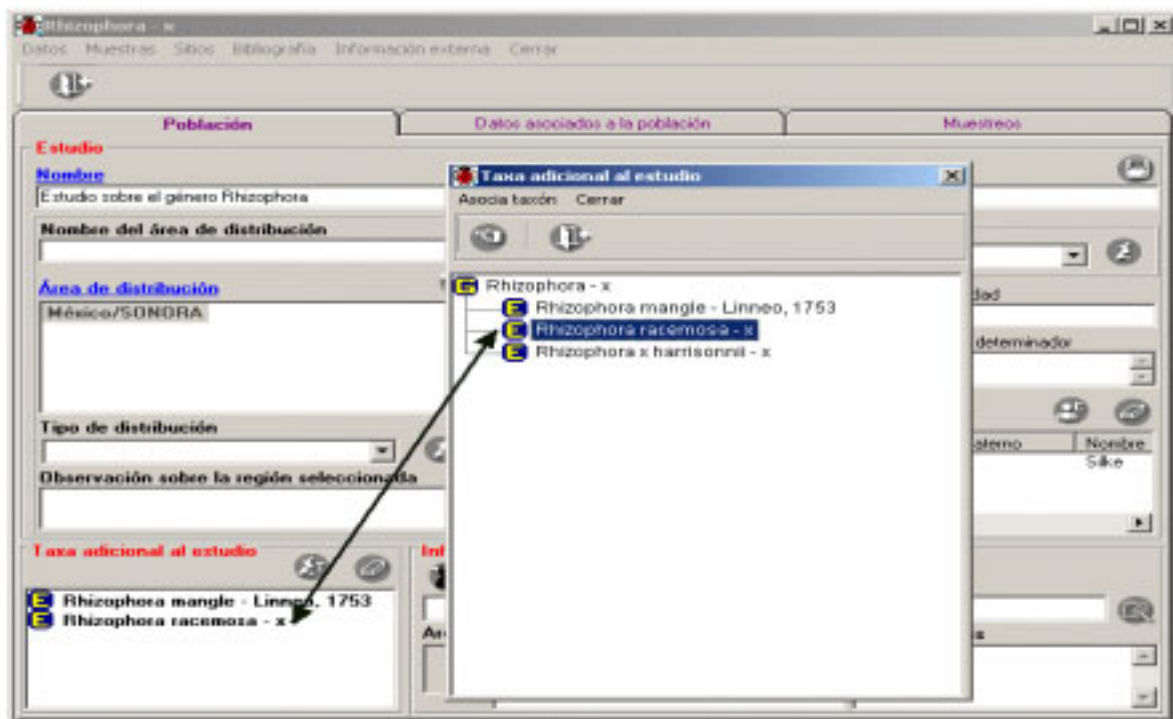 Rhizophora - x
Datos Muestras Sitios Bibliografía Información externa Cerrar
Población Datos asociados a la población Muestreos
Estudio
Nombre
Estudio sobre el género Rhizophora
Nombre del área de distribución
Área de distribución
México/SONORA
Tipo de distribución
Observación sobre la región seleccionada
Taxa adicional al estudio
Rhizophora mangle - Linneo, 1753
Rhizophora racemosa - x
Taxa adicional al estudio
Asocia taxón Cerrar
Rhizophora - x
Rhizophora mangle - Linneo, 1753
Rhizophora racemosa - x
Rhizophora x harrisonnii - x
dad
determinador
aterno Nombre
Silke
Inf